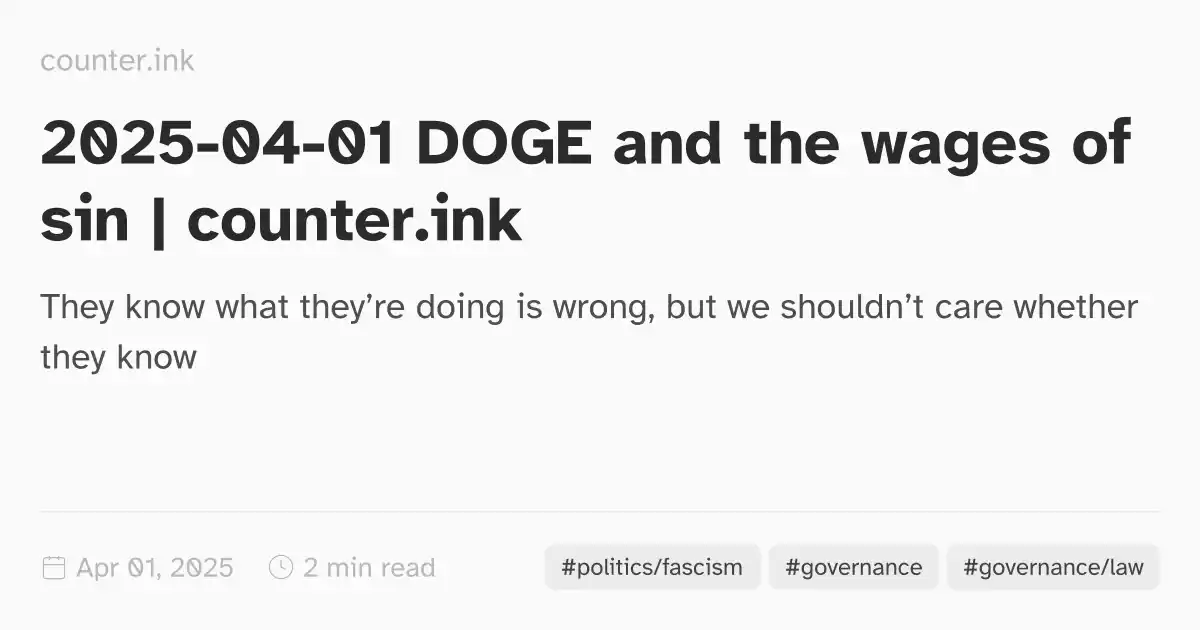 counter.ink
2025-04-01 DOGE and the wages of
sin | counter.ink
They know what they’re doing is wrong, but we shouldn’t care whether
they know
Apr 01, 2025 2 min read #politics/fascism #governance #governance/law